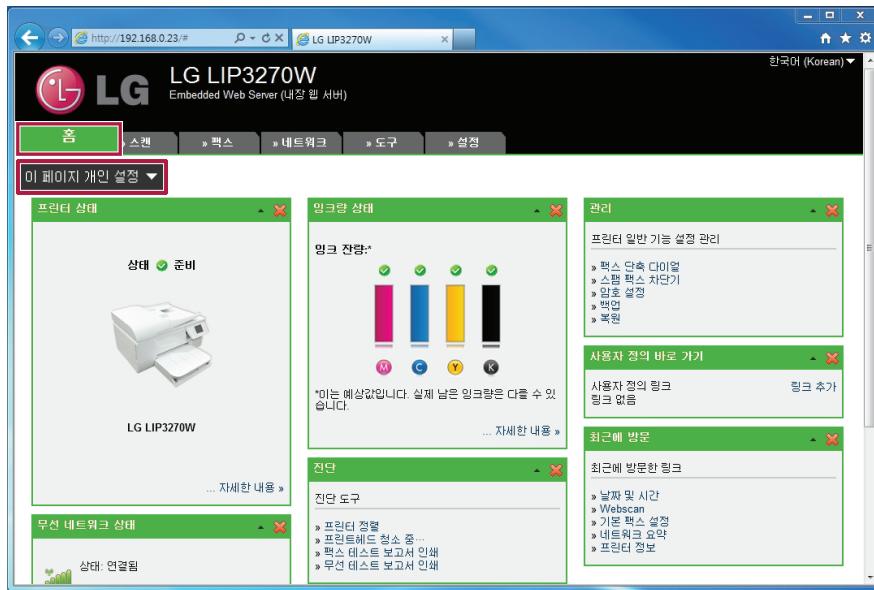 http://192.168.0.23/#
LG LIP3270W
한국어 (Korean)
LG
LG LIP3270W
Embedded Web Server (내장 웹 서버)
홈
» 스캔
» 팩스
» 네트워크
» 도구
» 설정
이 페이지 개인 설정
프린터 상태
상태 준비
LG LIP3270W
... 자세한 내용 »
무선 네트워크 상태
상태: 연결됨
잉크량 상태
잉크 잔량:*
M C Y K
*이는 예상값입니다. 실제 남은 잉크량은 다를 수 있
습니다.
... 자세한 내용 »
진단
진단 도구
» 프린터 정렬
» 프린트헤드 청소 중...
» 팩스 테스트 보고서 인쇄
» 무선 테스트 보고서 인쇄
관리
프린터 일반 기능 설정 관리
» 팩스 단축 다이얼
» 스팸 팩스 차단기
» 암호 설정
» 백업
» 복원
사용자 정의 바로 가기
사용자 정의 링크
링크 추가
링크 없음
최근에 방문
최근에 방문한 링크
» 날짜 및 시간
» Webscan
» 기본 팩스 설정
» 네트워크 요약
» 프린터 정보